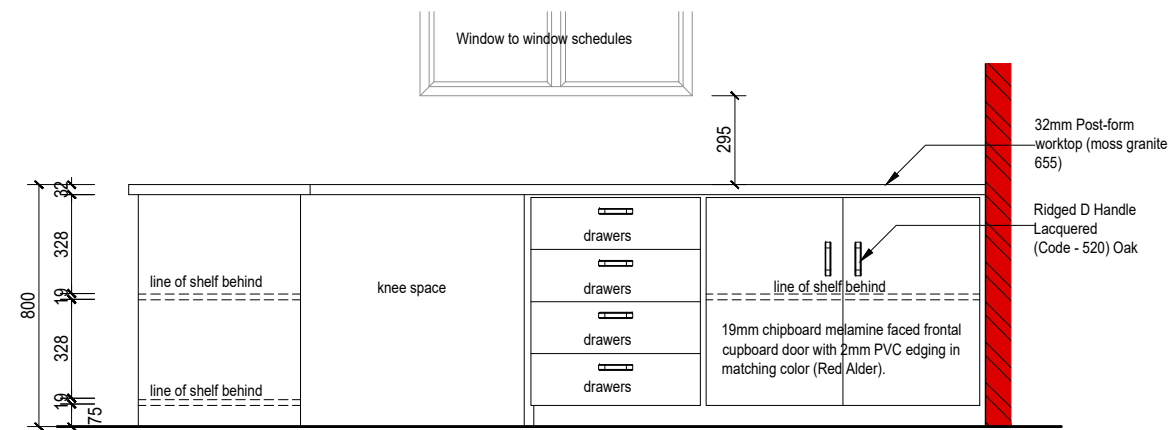 Window to window schedules
295
32mm Post-form
worktop (moss granite
655)
Ridged D Handle
Lacquered
(Code - 520) Oak
800
32
328
19
328
19
75
line of shelf behind
line of shelf behind
knee space
drawers
drawers
drawers
drawers
line of shelf behind
19mm chipboard melamine faced frontal
cupboard door with 2mm PVC edging in
matching color (Red Alder).